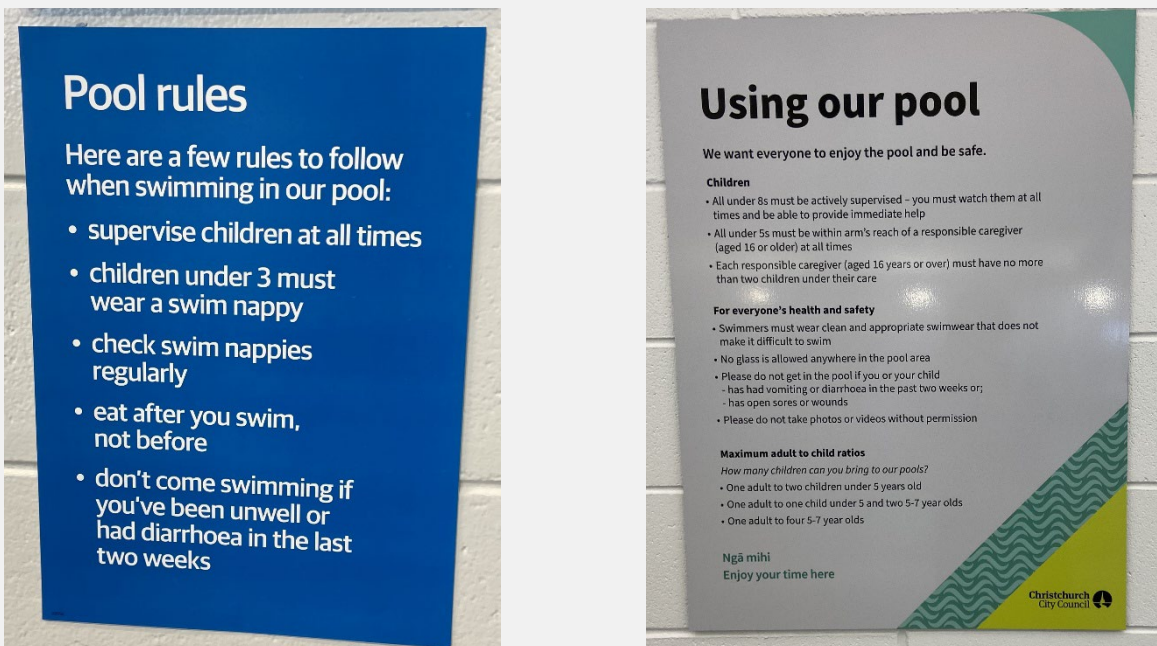 Pool rules
Here are a few rules to follow
when swimming in our pool:
• supervise children at all times
• children under 3 must
wear a swim nappy
• check swim nappies
regularly
• eat after you swim,
not before
• don't come swimming if
you've been unwell or
had diarrhoea in the last
two weeks
Using our pool
We want everyone to enjoy the pool and be safe.
Children
• All under 8s must be actively supervised – you must watch them at all
times and be able to provide immediate help
• All under 5s must be within arm's reach of a responsible caregiver
(aged 16 or older) at all times
• Each responsible caregiver (aged 16 years or over) must have no more
than two children under their care
For everyone's health and safety
• Swimmers must wear clean and appropriate swimwear that does not
make it difficult to swim
• No glass is allowed anywhere in the pool area
• Please do not get in the pool if you or your child
- has had vomiting or diarrhoea in the past two weeks or;
- has open sores or wounds
• Please do not take photos or videos without permission
Maximum adult to child ratios
How many children can you bring to our pools?
• One adult to two children under 5 years old
• One adult to one child under 5 and two 5-7 year olds
• One adult to four 5-7 year olds
Ngā mihi
Enjoy your time here
Christchurch
City Council